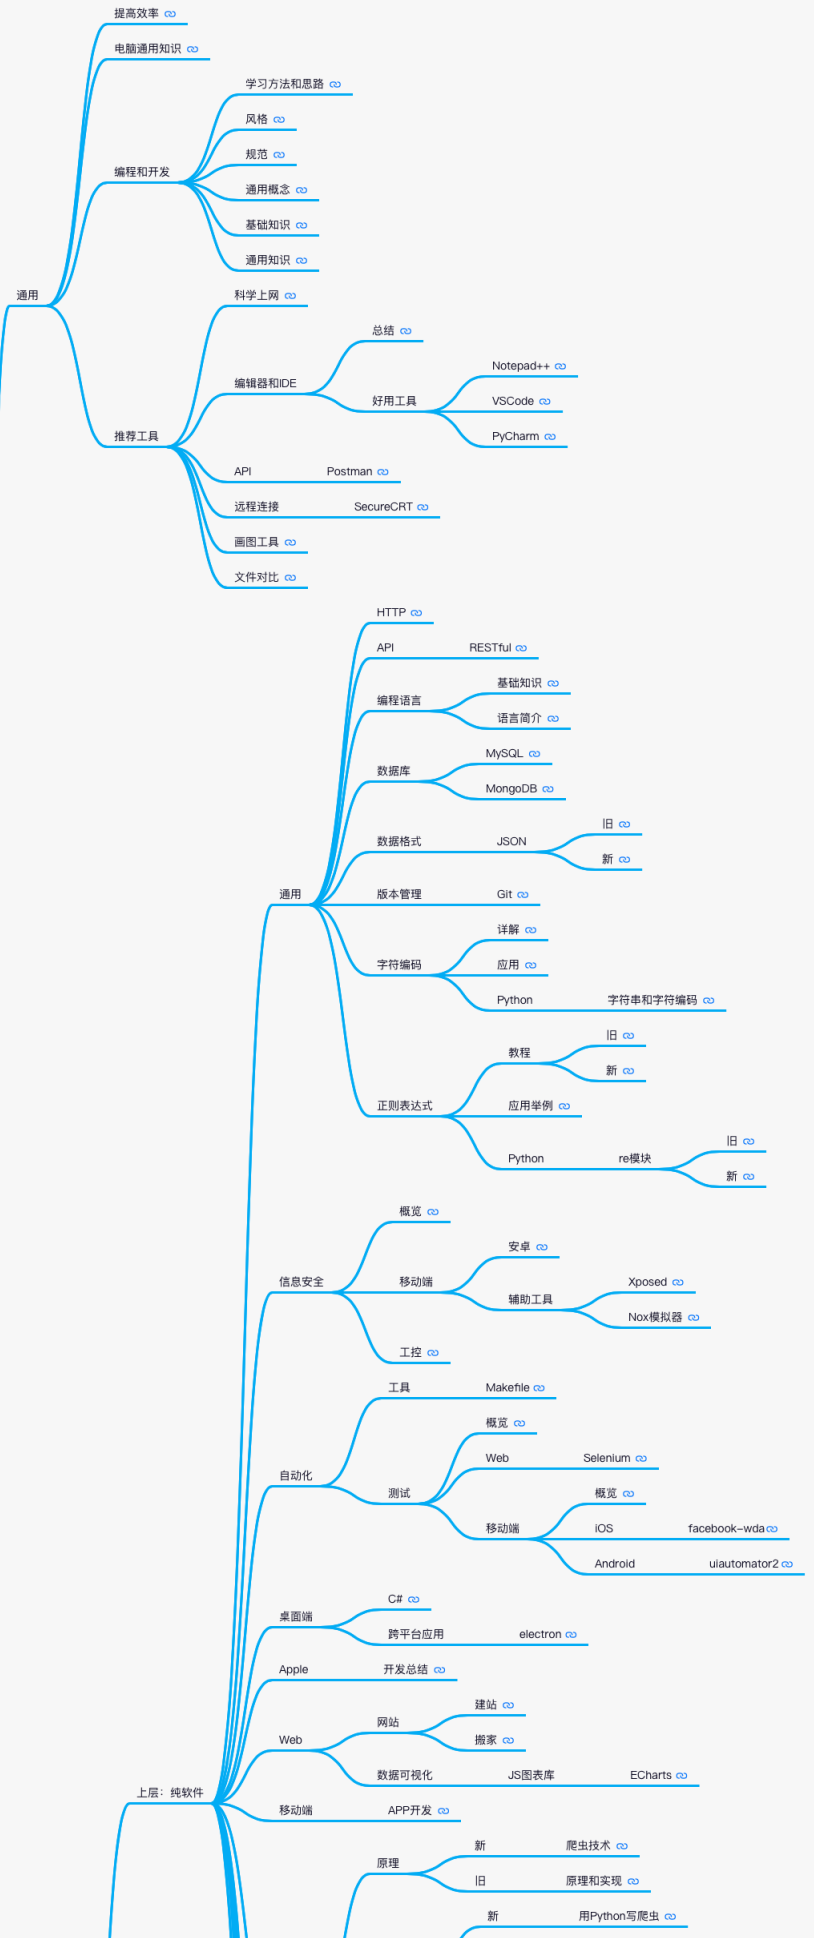 提高效率
电脑通用知识
学习方法和思路
风格
规范
编程和开发
通用概念
基础知识
通用知识
通用
科学上网
总结
Notepad++
编辑器和IDE
好用工具
VSCode
推荐工具
PyCharm
API Postman
远程连接 SecureCRT
画图工具
文件对比
HTTP
API RESTful
基础知识
编程语言
语言简介
MySQL
数据库
MongoDB
旧
数据格式 JSON
新
通用
版本管理 Git
详解
字符编码
应用
Python 字符串和字符编码
旧
教程
新
正则表达式
应用举例
旧
Python re模块
新
概览
安卓
信息安全
移动端
Xposed
辅助工具
Nox模拟器
工控
工具 Makefile
概览
Web Selenium
自动化
测试
概览
移动端
iOS facebook-wda
Android uiautomator2
C#
桌面端
跨平台应用 electron
Apple 开发总结
建站
网站
Web
搬家
数据可视化 JS图表库 ECharts
上层：纯软件
移动端 APP开发
新 爬虫技术
原理
旧 原理和实现
新 用Python写爬虫